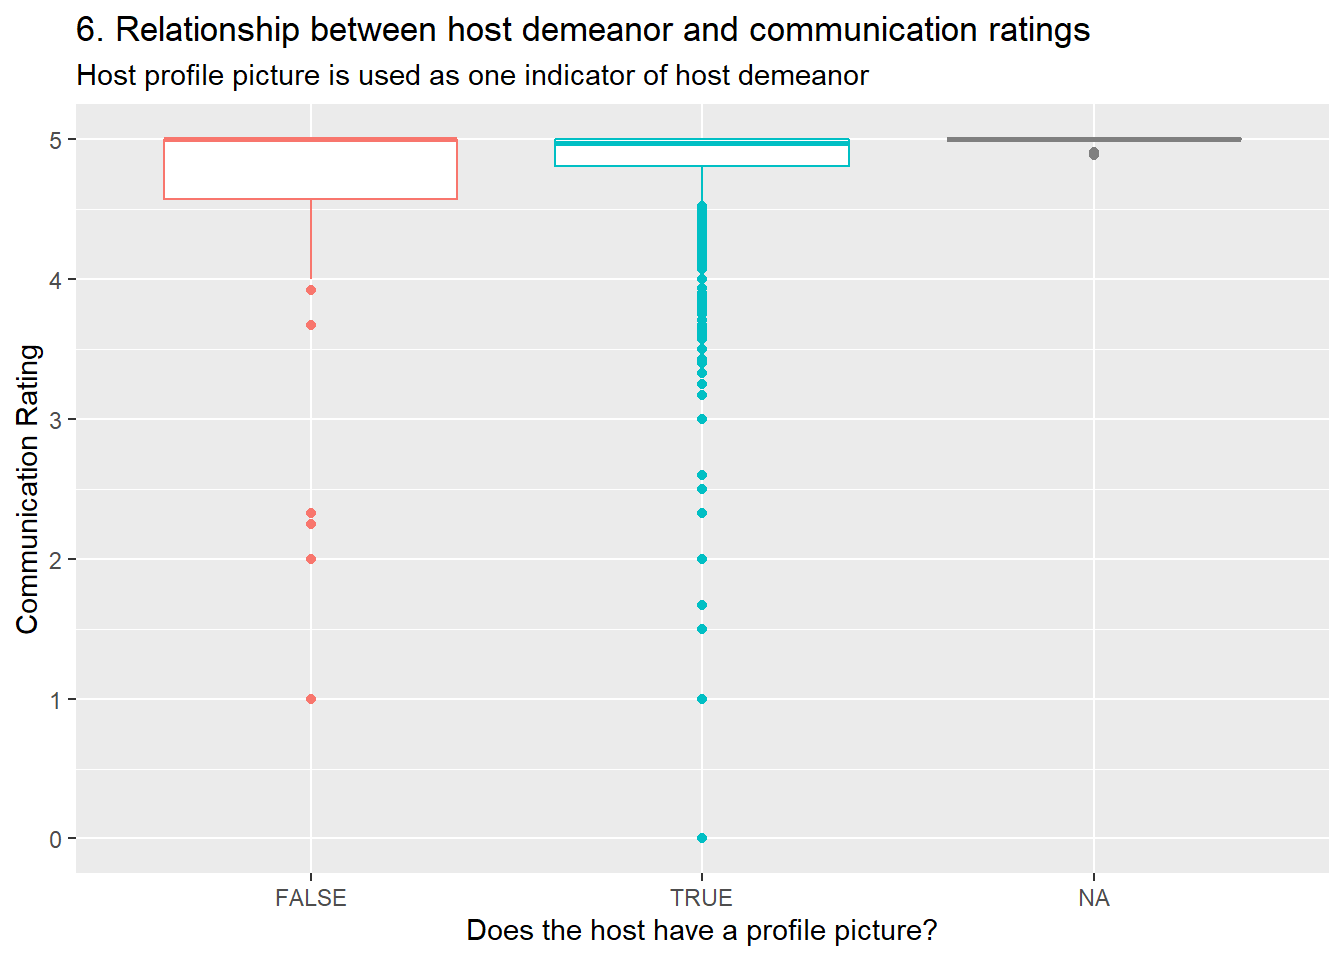 6. Relationship between host demeanor and communication ratings
Host profile picture is used as one indicator of host demeanor
Communication Rating
5
4
3
2
1
0
FALSE
TRUE
NA
Does the host have a profile picture?